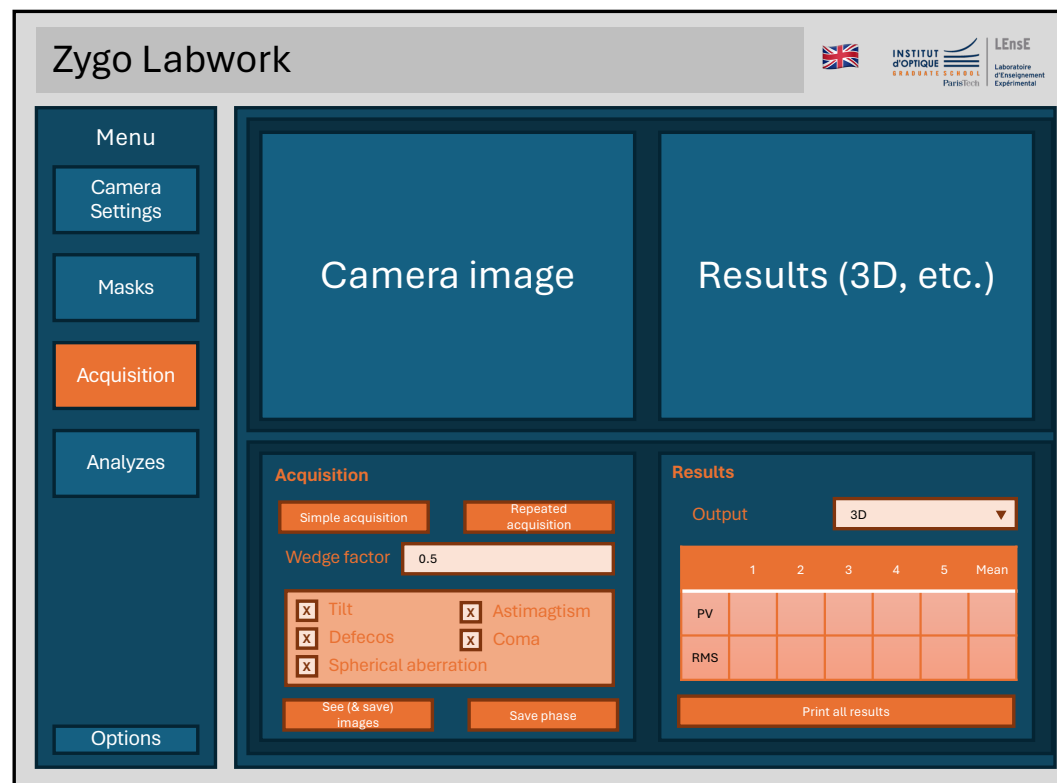 Zygo Labwork
INSTITUT
d'OPTIQUE
GRADUATE SCHOOL
ParisTech
LEnsE
Laboratoire
d'Enseignement
Expérimental
Menu
Camera
Settings
Masks
Acquisition
Analyzes
Options
Camera image
Results (3D, etc.)
Acquisition
Simple acquisition
Repeated
acquisition
Wedge factor
0.5
X Tilt
X Astimagtism
X Defecos
X Coma
X Spherical aberration
See (& save)
images
Save phase
Results
Output
3D
1 2 3 4 5 Mean
PV
RMS
Print all results